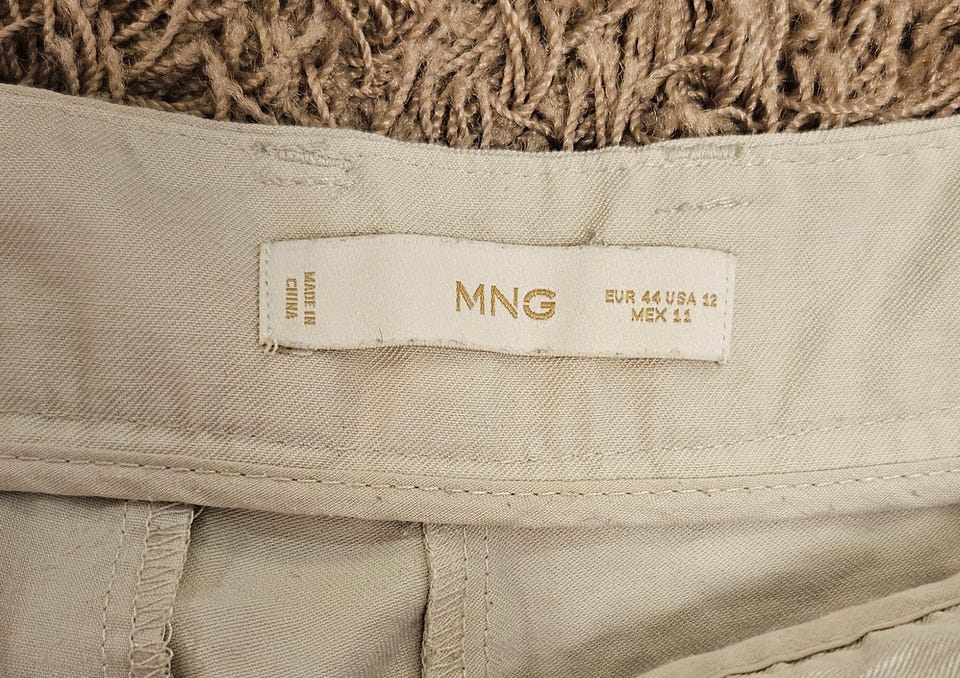 MADE IN
CHINA
MNG
EUR 44 USA 12
MEX 11